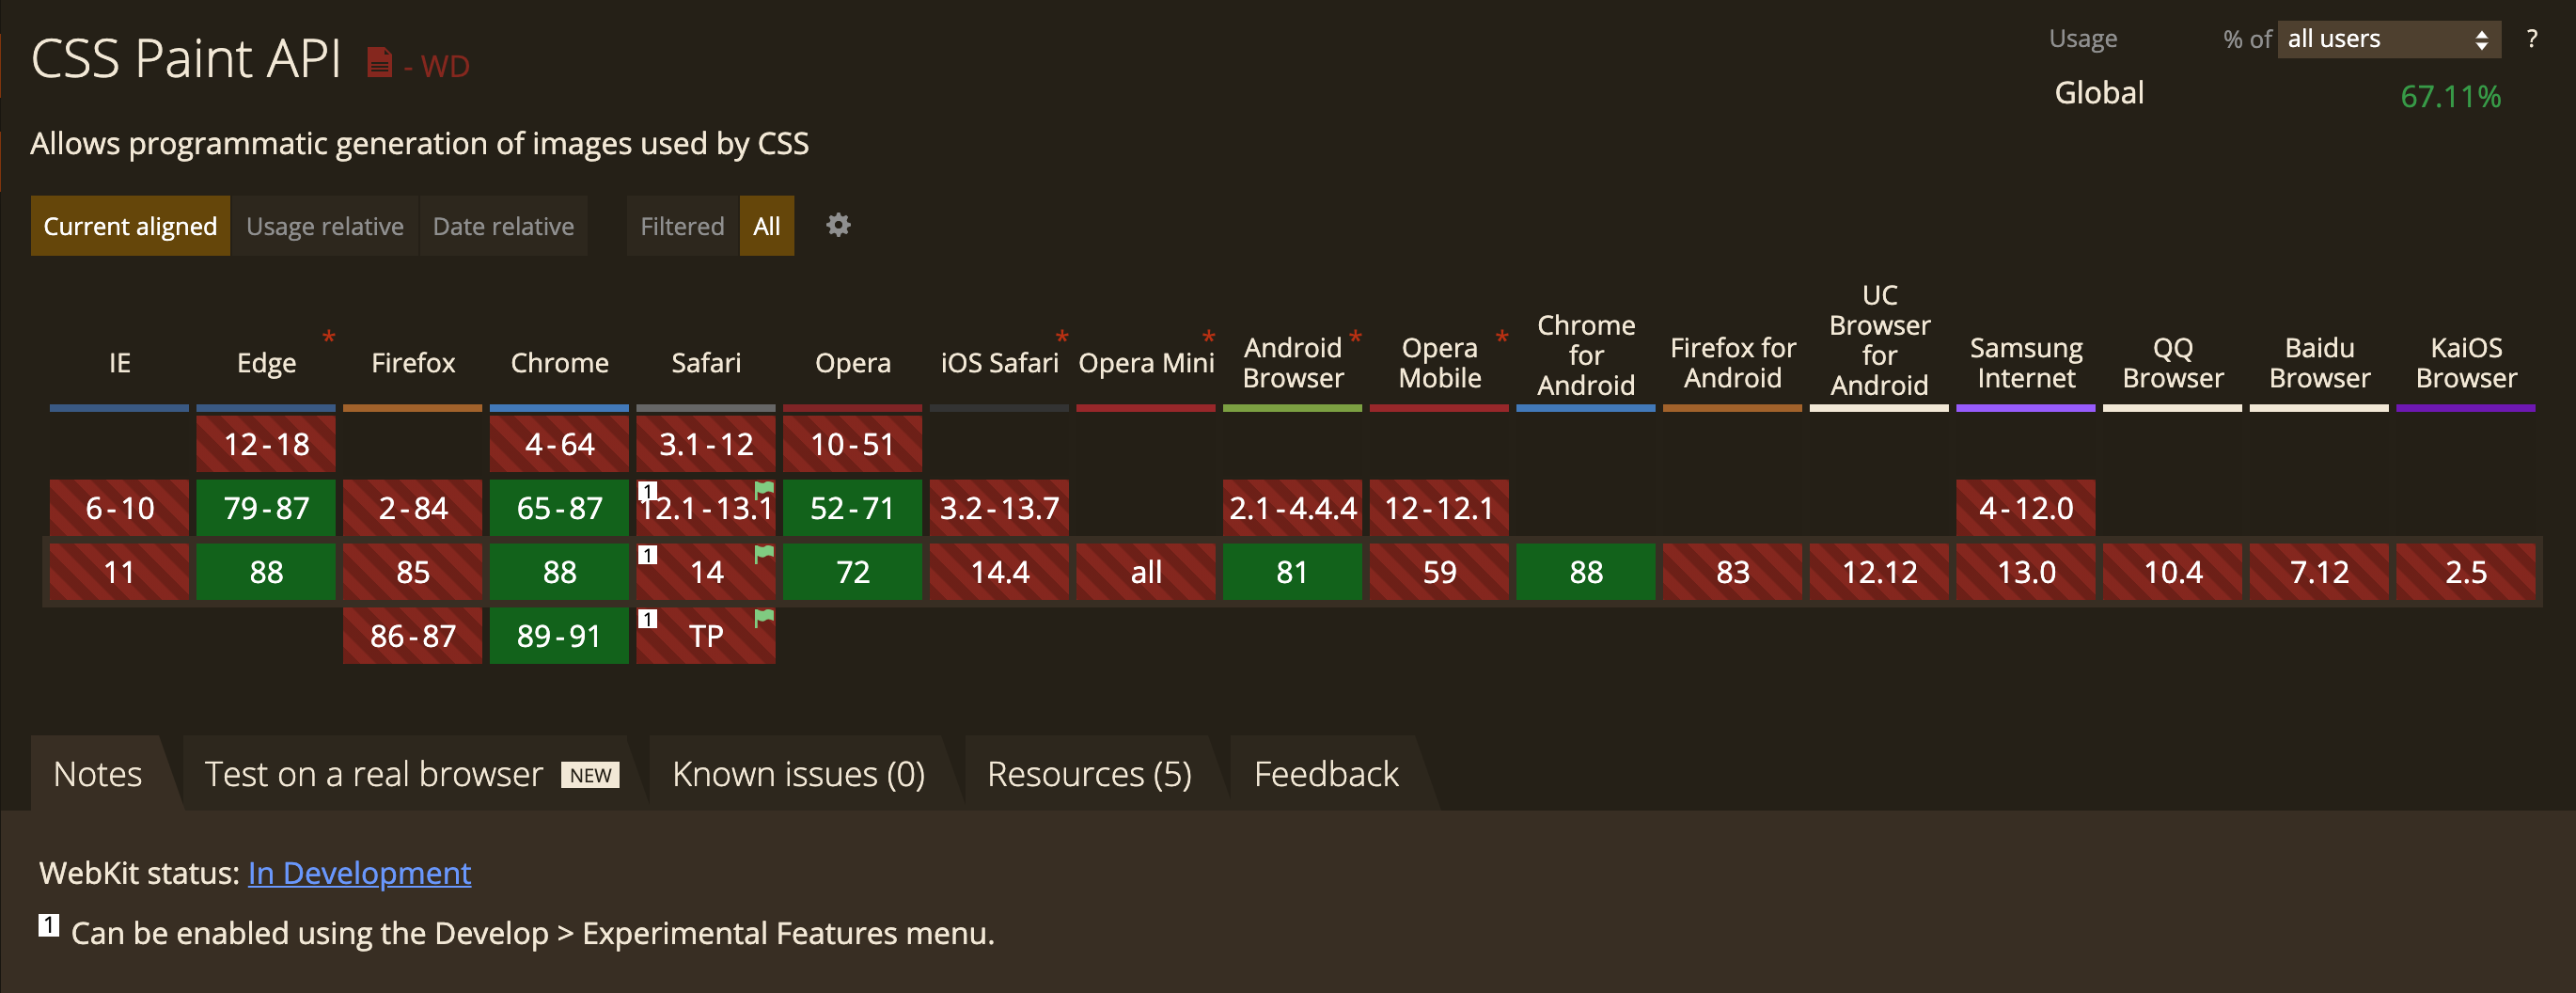 CSS Paint API - WD
Usage % of all users ?
Global 67.11%
Allows programmatic generation of images used by CSS
Current aligned Usage relative Date relative Filtered All
IE
Edge *
Firefox
Chrome
Safari
Opera
iOS Safari *
Opera Mini *
Android Browser *
Opera Mobile *
Chrome for Android
Firefox for Android
UC Browser for Android
Samsung Internet
QQ Browser
Baidu Browser
KaiOS Browser
12-18 4-64 3.1-12 10-51
6-10 79-87 2-84 65-87 1 12.1-13.1 52-71 3.2-13.7 2.1-4.4.4 12-12.1 4-12.0
11 88 85 88 1 14 72 14.4 all 81 59 88 83 12.12 13.0 10.4 7.12 2.5
86-87 89-91 1 TP
Notes Test on a real browser NEW Known issues (0) Resources (5) Feedback
WebKit status: In Development
1 Can be enabled using the Develop > Experimental Features menu.